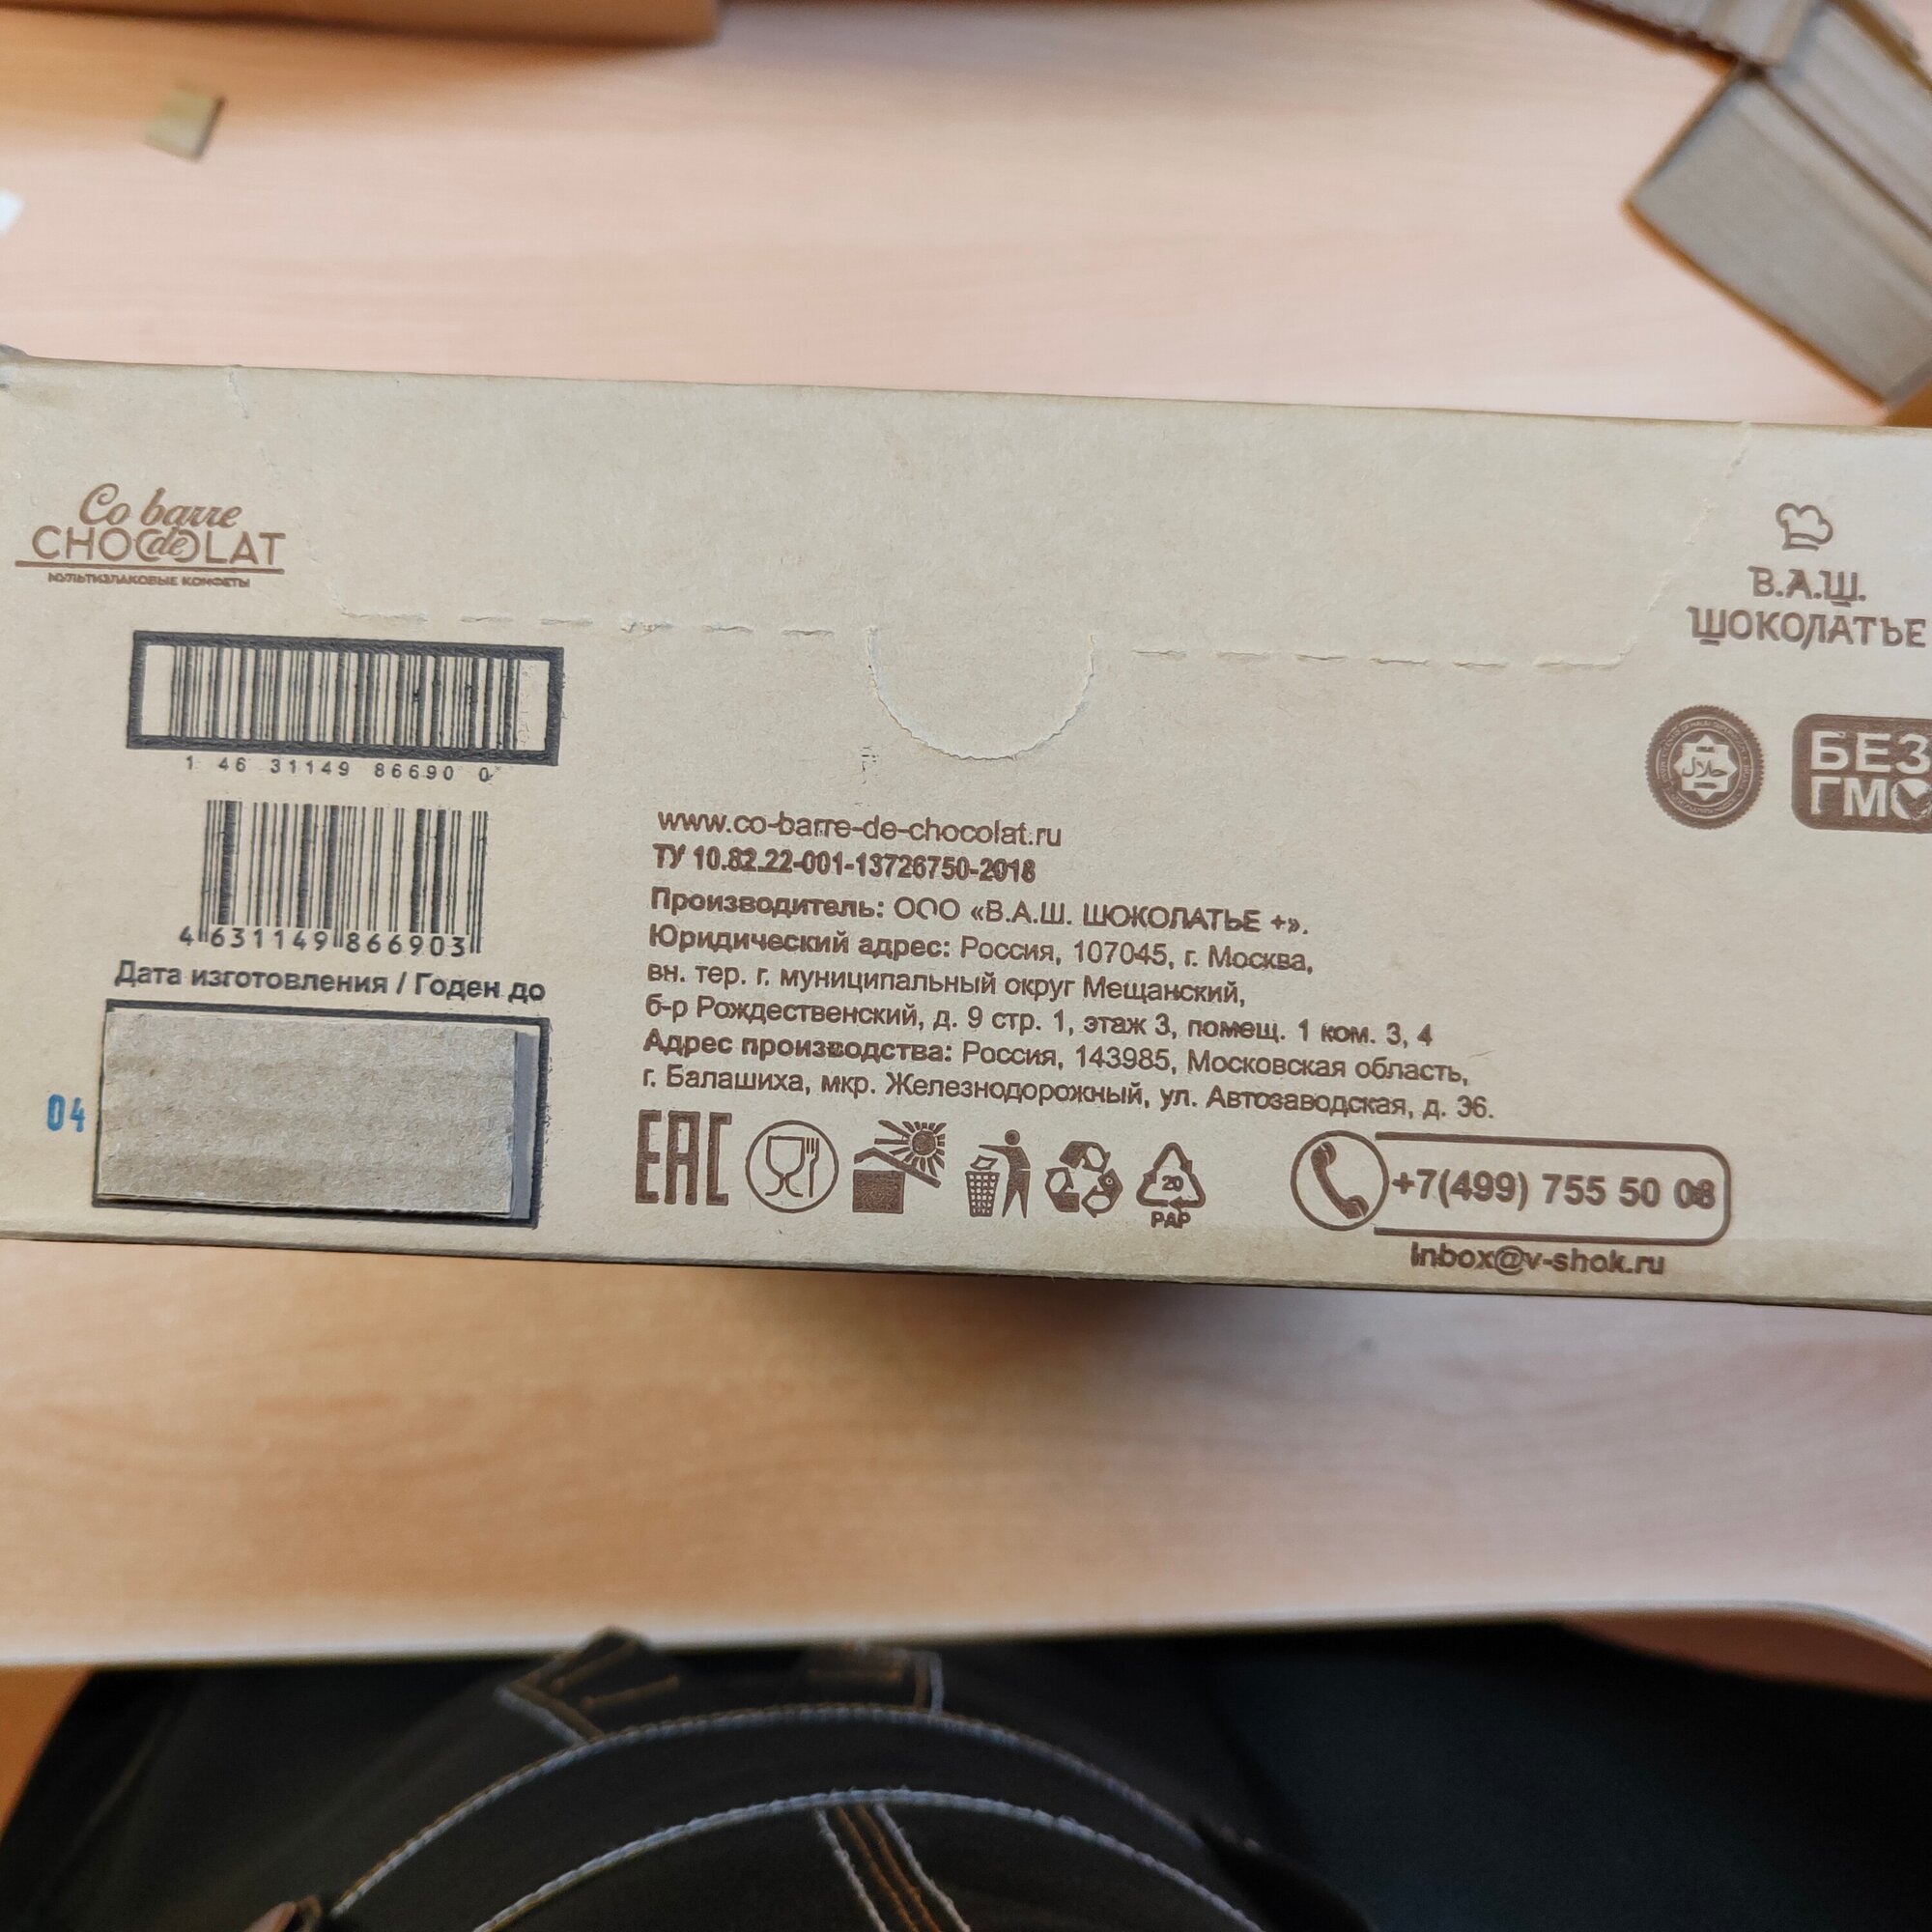 Co barre
de
CHOCOLAT
МУЛЬТИЗЛАКОВЫЕ КОНФЕТЫ
1 46 31149 86690 0
4 631149 866903
Дата изготовления / Годен до
04
www.co-barre-de-chocolat.ru
ТУ 10.82.22-001-13726750-2018
Производитель: ООО «В.А.Ш. ШОКОЛАТЬЕ +».
Юридический адрес: Россия, 107045, г. Москва,
вн. тер. г. муниципальный округ Мещанский,
б-р Рождественский, д. 9 стр. 1, этаж 3, помещ. 1 ком. 3, 4
Адрес производства: Россия, 143985, Московская область,
г. Балашиха, мкр. Железнодорожный, ул. Автозаводская, д. 36.
EAC
20
PAP
В.А.Ш.
ШОКОЛАТЬЕ
حلال
БЕЗ
ГМО
+7(499) 755 50 08
Inbox@v-shok.ru